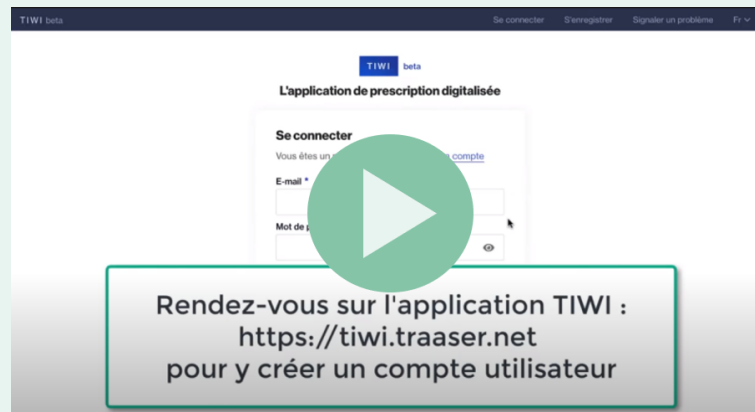 TIWI beta
Se connecter S'enregistrer Signaler un problème Fr
TIWI beta
L'application de prescription digitalisée
Se connecter
Vous êtes un compte
E-mail *
Mot de
Rendez-vous sur l'application TIWI :
https://tiwi.traaser.net
pour y créer un compte utilisateur